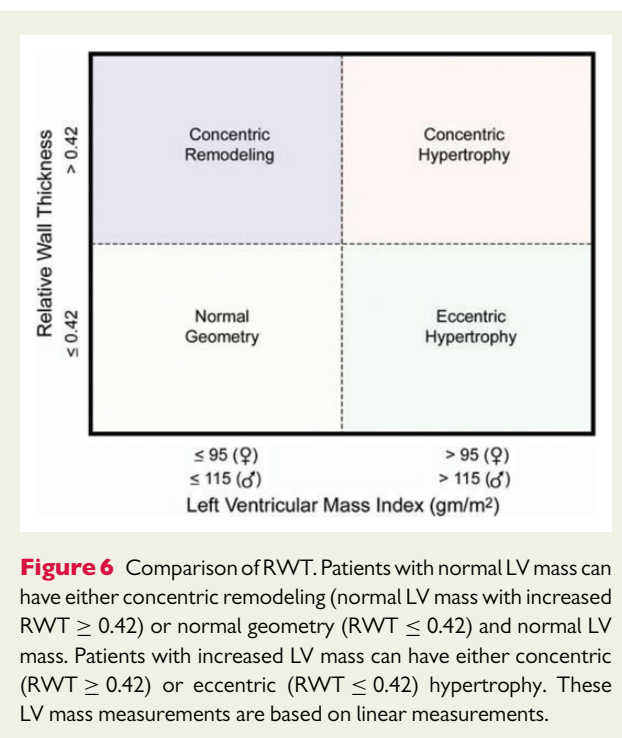 Relative Wall Thickness
> 0.42
≤ 0.42
Concentric
Remodeling
Concentric
Hypertrophy
Normal
Geometry
Eccentric
Hypertrophy
≤ 95 (♀)
≤ 115 (♂)
> 95 (♀)
> 115 (♂)
Left Ventricular Mass Index (gm/m²)
Figure 6 Comparison of RWT. Patients with normal LV mass can
have either concentric remodeling (normal LV mass with increased
RWT ≥ 0.42) or normal geometry (RWT ≤ 0.42) and normal LV
mass. Patients with increased LV mass can have either concentric
(RWT ≥ 0.42) or eccentric (RWT ≤ 0.42) hypertrophy. These
LV mass measurements are based on linear measurements.